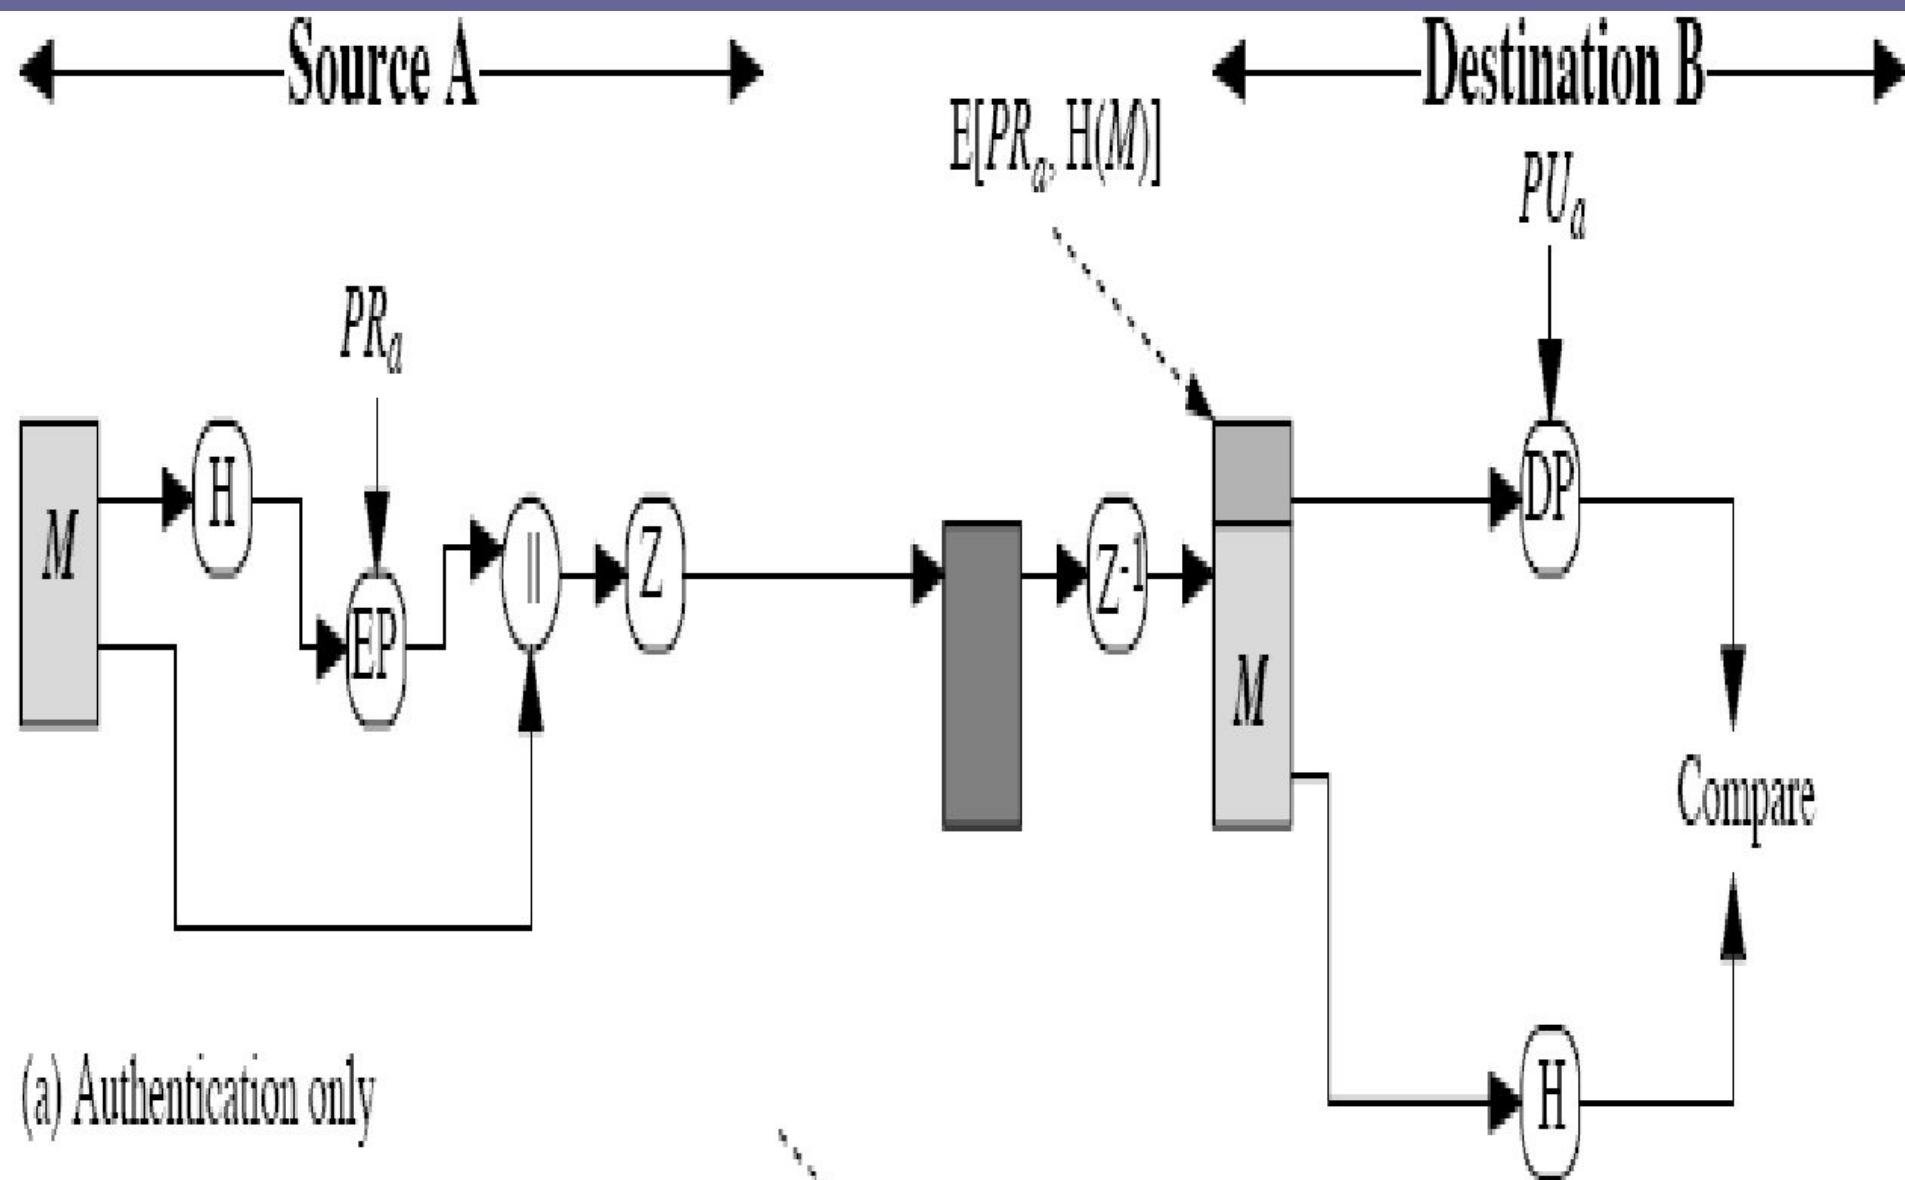 Source A
Destination B
E[PRa, H(M)]
PUa
PRa
M
H
EP
||
Z
Z-1
M
DP
Compare
H
(a) Authentication only